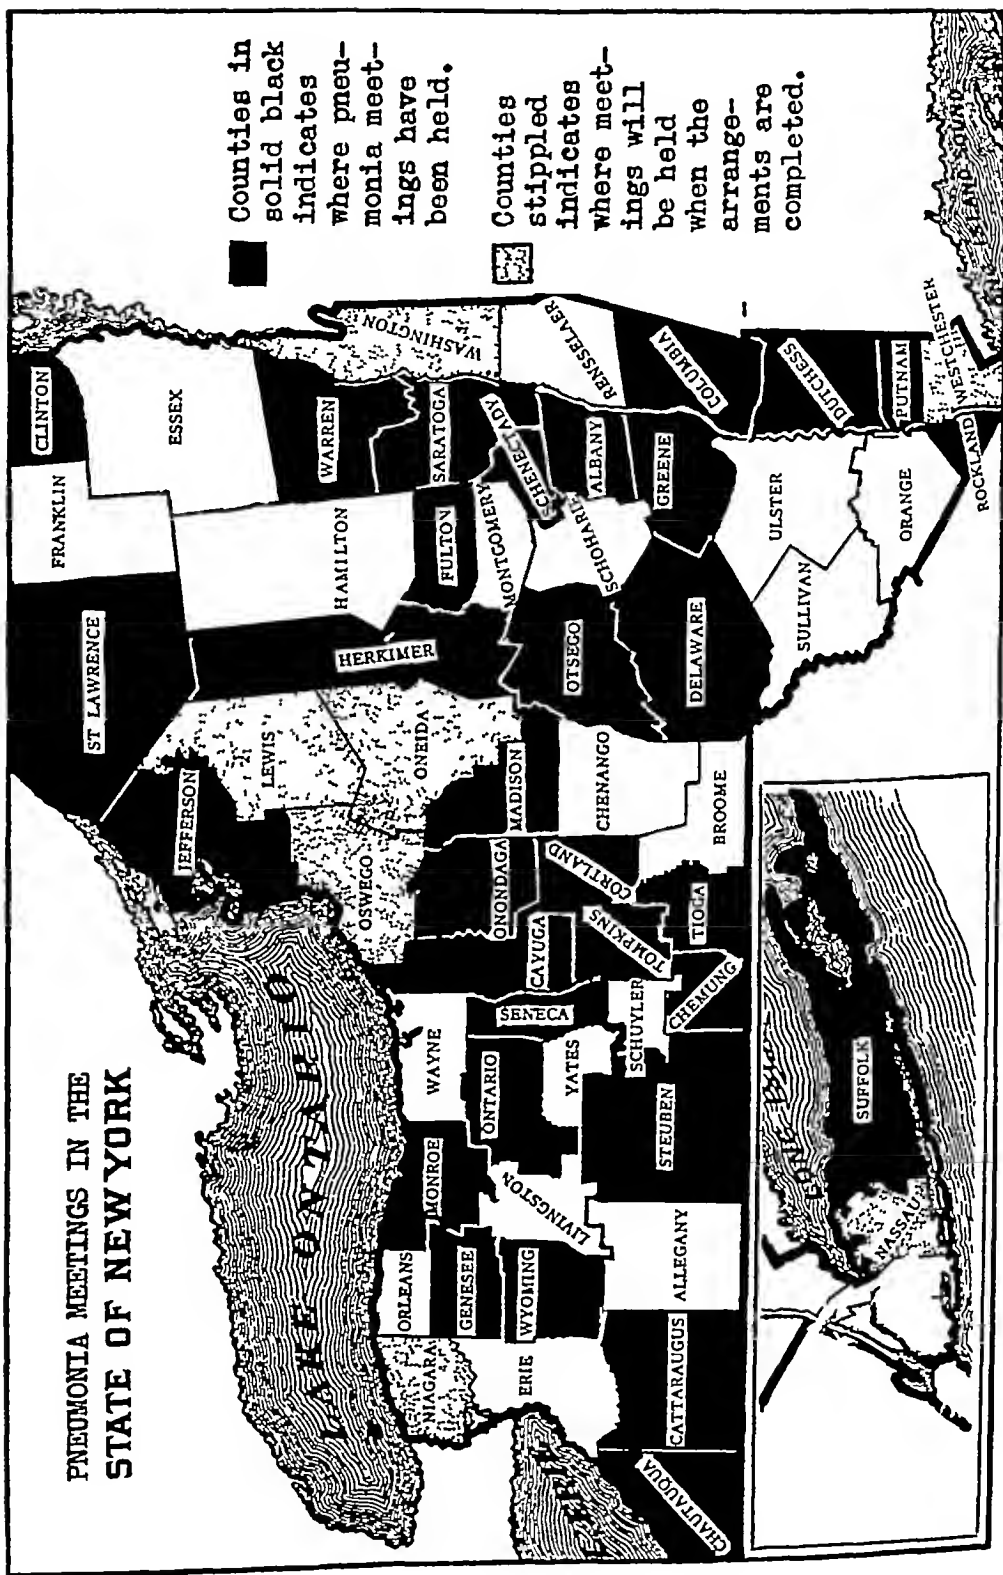 PNEUMONIA MEETINGS IN THE
STATE OF NEW YORK
Counties in
solid black
indicates
where pneu-
monia meet-
ings have
been held.
Counties
stippled
indicates
where meet-
ings will
be held
when the
arrange-
ments are
completed.
LAKE ONTARIO
CLINTON
FRANKLIN
ST LAWRENCE
ESSEX
JEFFERSON
LEWIS
HERKIMER
HAMILTON
WARREN
WASHINGTON
OSWEGO
ONEIDA
FULTON
SARATOGA
NIAGARA
ORLEANS
MONROE
WAYNE
ONONDAGA
MADISON
MONTGOMERY
SCHENECTADY
RENSSELAER
GENESEE
ONTARIO
SENECA
CAYUGA
ERIE
WYOMING
LIVINGSTON
YATES
CORTLAND
CHENANGO
OTSEGO
SCHOHARIE
ALBANY
TOMPKINS
SCHUYLER
GREENE
COLUMBIA
CHAUTAUQUA
CATTARAUGUS
ALLEGANY
STEUBEN
CHEMUNG
TIOGA
BROOME
DELAWARE
ULSTER
DUTCHESS
SULLIVAN
ORANGE
PUTNAM
ROCKLAND
WESTCHESTER
ISLAND SOUND
NASSAU
SUFFOLK